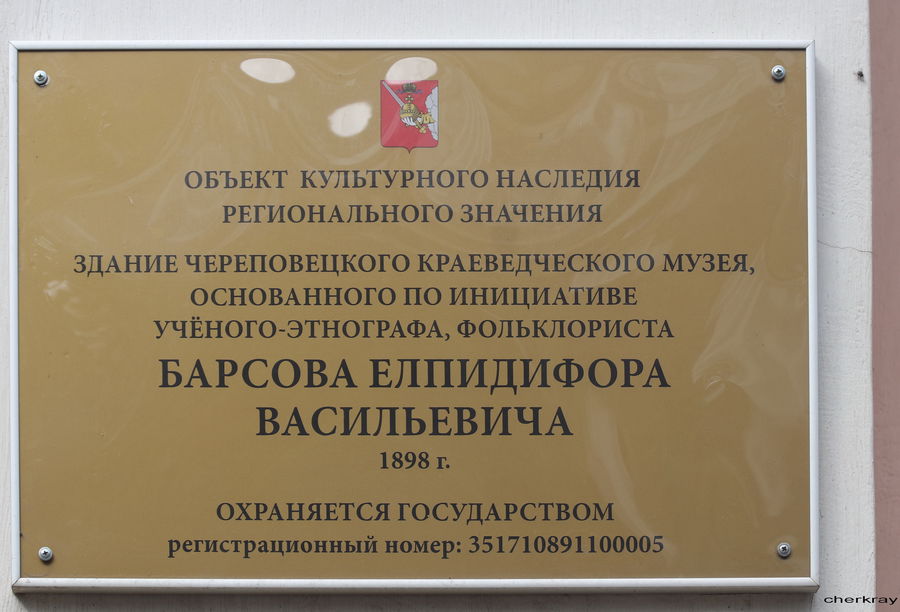 ОБЪЕКТ КУЛЬТУРНОГО НАСЛЕДИЯ
РЕГИОНАЛЬНОГО ЗНАЧЕНИЯ
ЗДАНИЕ ЧЕРЕПОВЕЦКОГО КРАЕВЕДЧЕСКОГО МУЗЕЯ,
ОСНОВАННОГО ПО ИНИЦИАТИВЕ
УЧЁНОГО-ЭТНОГРАФА, ФОЛЬКЛОРИСТА
БАРСОВА ЕЛПИДИФОРА
ВАСИЛЬЕВИЧА
1898 г.
ОХРАНЯЕТСЯ ГОСУДАРСТВОМ
регистрационный номер: 351710891100005
cherkray